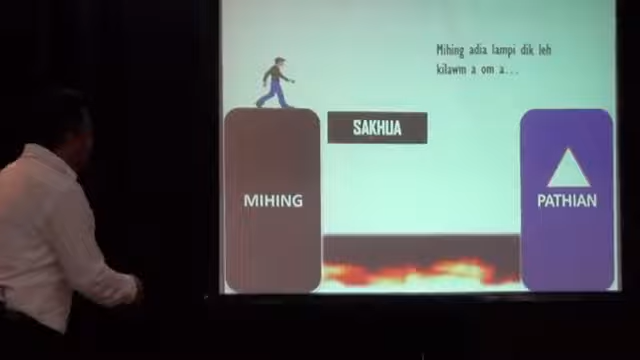 Mihing adia lampi dik leh
kilawm a om a...
SAKHUA
MIHING
PATHIAN